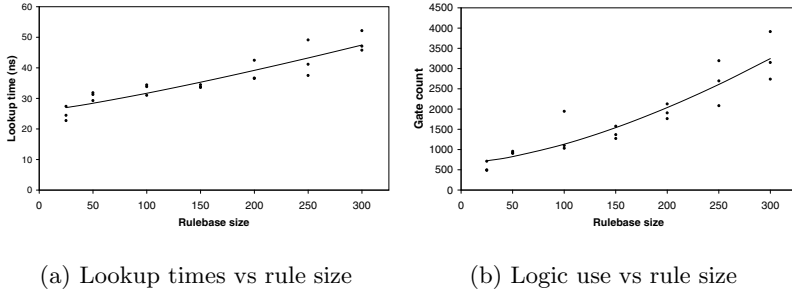 60
50
40
30
20
10
0
0 50 100 150 200 250 300
Lookup time (ns)
Rulebase size
4500
4000
3500
3000
2500
2000
1500
1000
500
0
0 50 100 150 200 250 300
Gate count
Rulebase size
(a) Lookup times vs rule size
(b) Logic use vs rule size